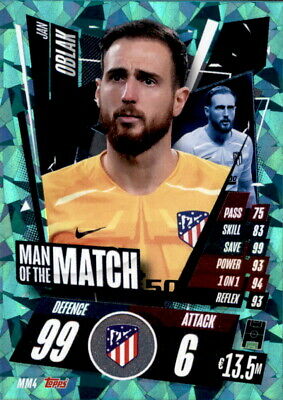 JAN
OBLAK
MAN
OF THE
MATCH
PASS 75
SKILL 83
SAVE 99
POWER 93
1 ON 1 94
REFLEX 93
DEFENCE
99
ATTACK
6
€13.5M
MM4 Topps